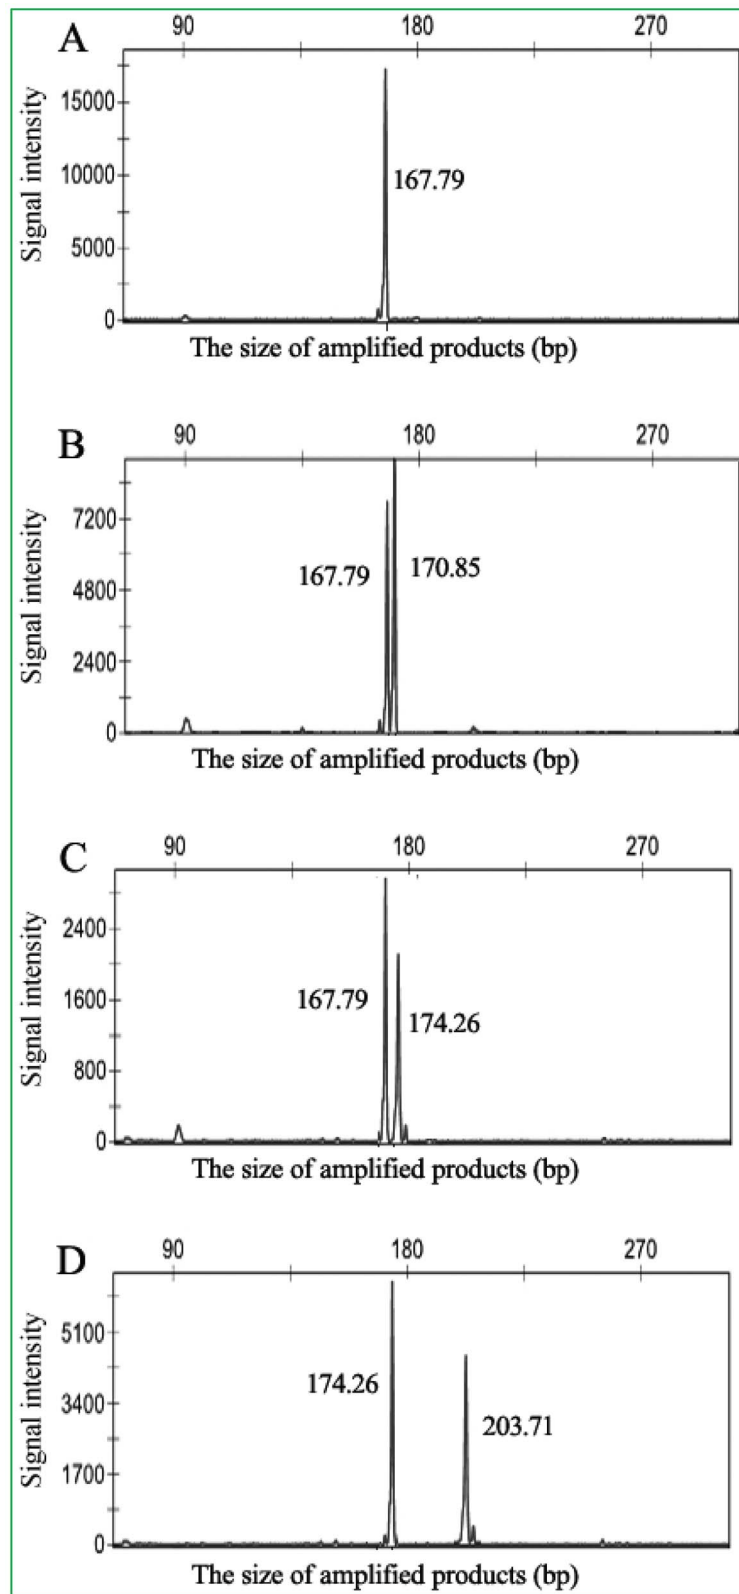 A
90 180 270
Signal intensity
15000
10000
5000
0
167.79
The size of amplified products (bp)
B
90 180 270
Signal intensity
7200
4800
2400
0
167.79 170.85
The size of amplified products (bp)
C
90 180 270
Signal intensity
2400
1600
800
0
167.79 174.26
The size of amplified products (bp)
D
90 180 270
Signal intensity
5100
3400
1700
0
174.26 203.71
The size of amplified products (bp)